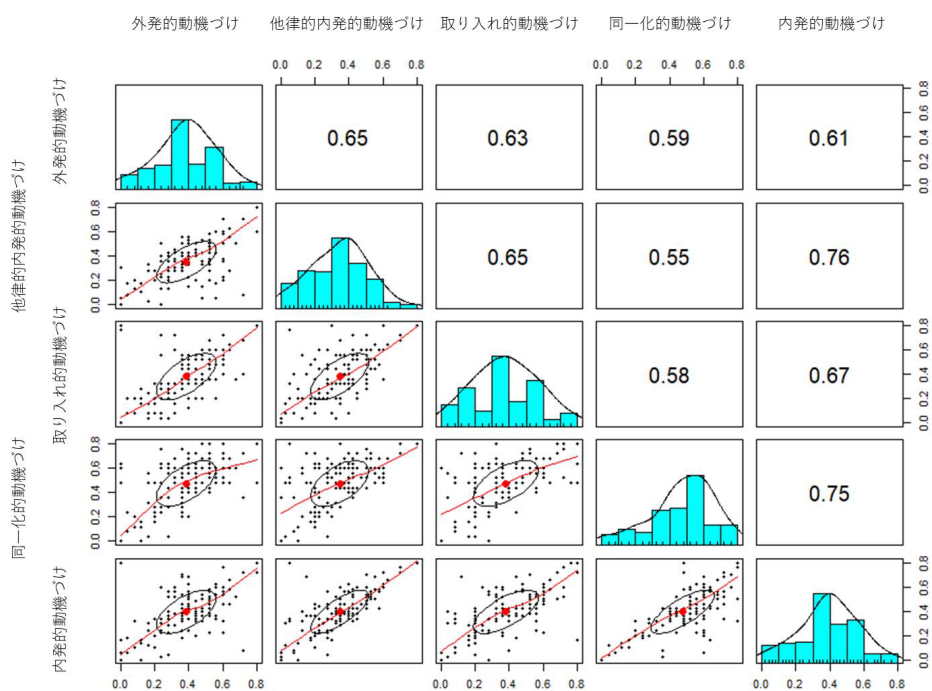 外発的動機づけ 他律的内発的動機づけ 取り入れ的動機づけ 同一化的動機づけ 内発的動機づけ
0.0 0.2 0.4 0.6 0.8 0.0 0.2 0.4 0.6 0.8
外発的動機づけ
0.65 0.63 0.59 0.61
0.0 0.2 0.4 0.6 0.8
他律的内発的動機づけ
0.0 0.2 0.4 0.6 0.8
0.65 0.55 0.76
取り入れ的動機づけ
0.58 0.67
0.0 0.2 0.4 0.6 0.8
同一化的動機づけ
0.0 0.2 0.4 0.6 0.8
0.75
内発的動機づけ
0.0 0.2 0.4 0.6 0.8
0.0 0.2 0.4 0.6 0.8 0.0 0.2 0.4 0.6 0.8 0.0 0.2 0.4 0.6 0.8